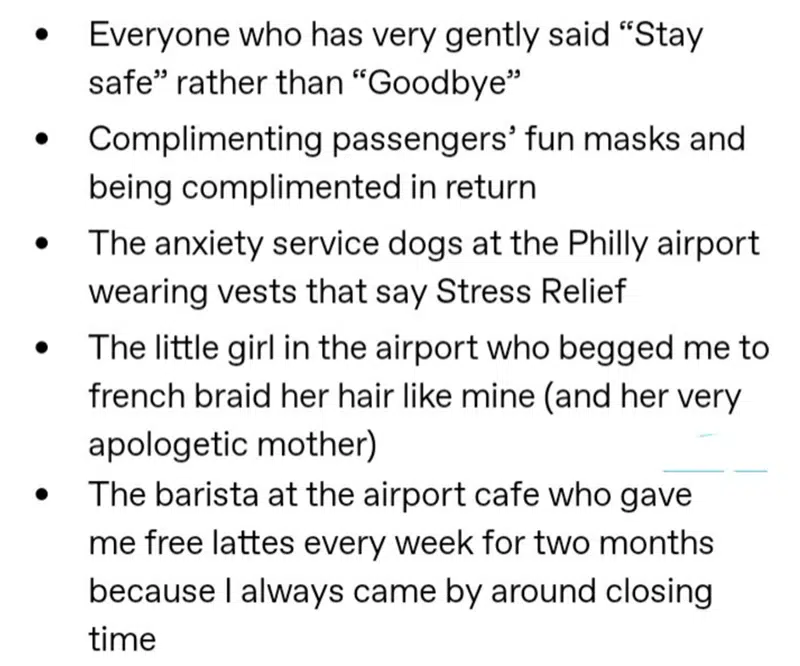 • Everyone who has very gently said “Stay
safe” rather than “Goodbye”
• Complimenting passengers’ fun masks and
being complimented in return
• The anxiety service dogs at the Philly airport
wearing vests that say Stress Relief
• The little girl in the airport who begged me to
french braid her hair like mine (and her very
apologetic mother)
• The barista at the airport cafe who gave
me free lattes every week for two months
because I always came by around closing
time